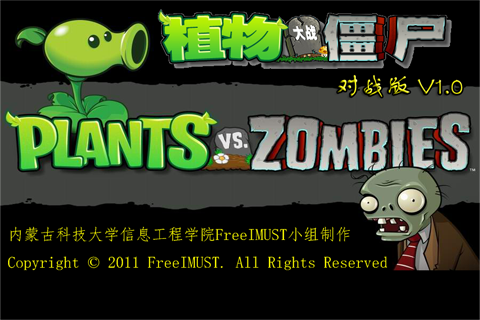 植物大战僵尸
对战版 V1.0
PLANTS VS. ZOMBIES™
内蒙古科技大学信息工程学院FreeIMUST小组制作
Copyright © 2011 FreeIMUST. All Rights Reserved